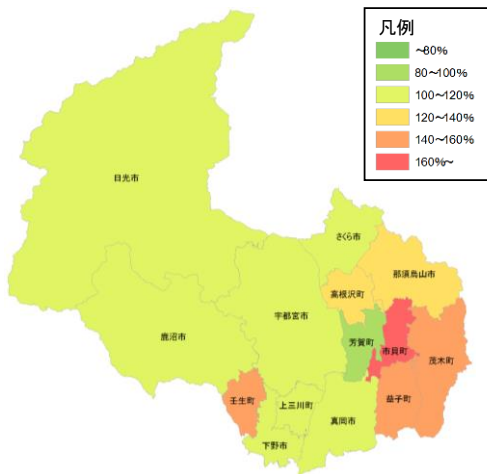 凡例
~80%
80~100%
100~120%
120~140%
140~160%
160%~
日光市
さくら市
那須烏山市
高根沢町
宇都宮市
鹿沼市
芳賀町
市貝町
茂木町
壬生町
上三川町
益子町
真岡市
下野市